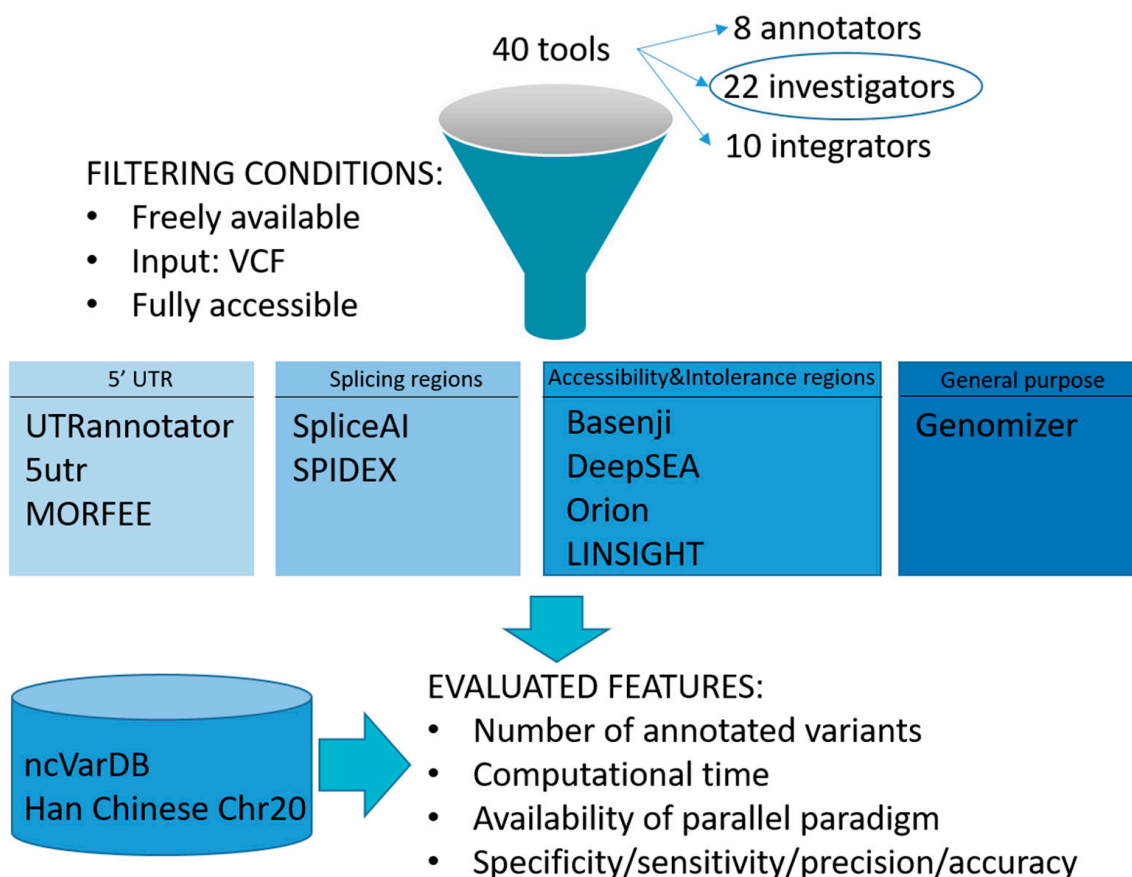 40 tools
8 annotators
22 investigators
10 integrators
FILTERING CONDITIONS:
• Freely available
• Input: VCF
• Fully accessible
5’ UTR
UTRannotator
5utr
MORFEE
Splicing regions
SpliceAI
SPIDEX
Accessibility&Intolerance regions
Basenji
DeepSEA
Orion
LINSIGHT
General purpose
Genomizer
ncVarDB
Han Chinese Chr20
EVALUATED FEATURES:
• Number of annotated variants
• Computational time
• Availability of parallel paradigm
• Specificity/sensitivity/precision/accuracy